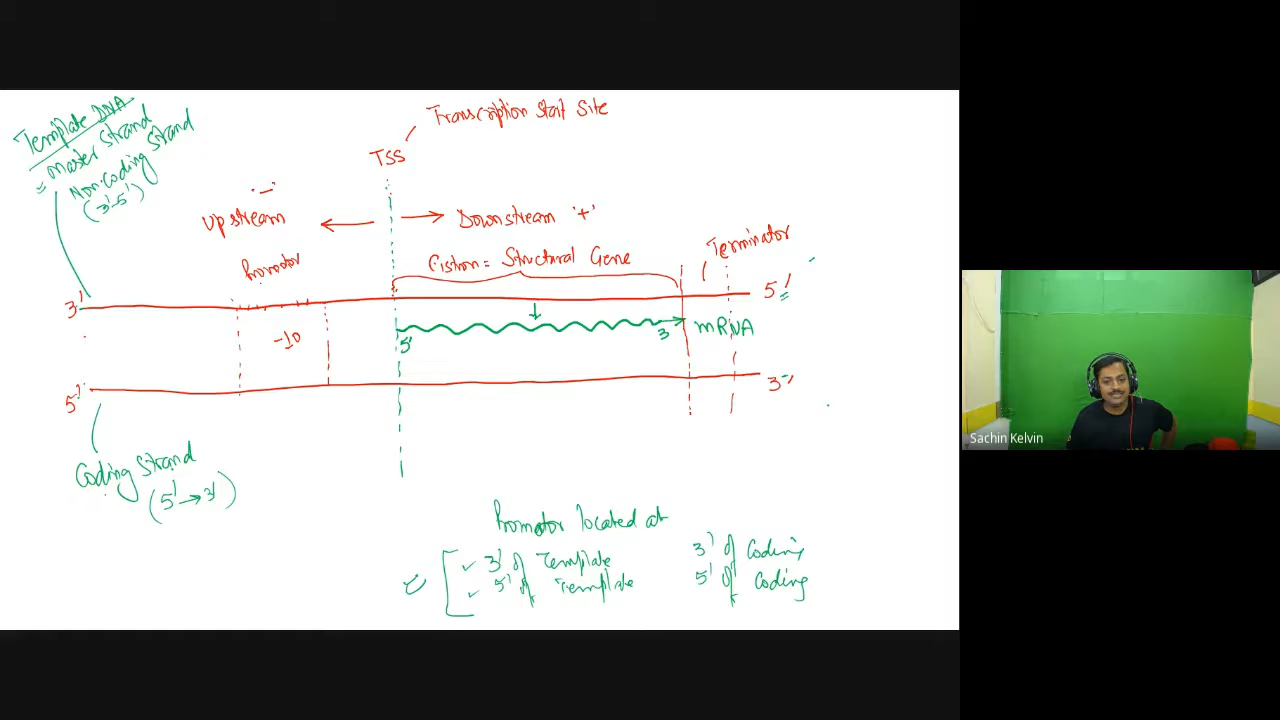 Template DNA
= Master Strand
Non-Coding Strand
(3'-5')
Transcription Start Site
TSS
'-'
Upstream
Downstream '+'
Promotor
Cistron = Structural Gene
Terminator
3'
5'
-10
5'
3'
mRNA
5'
3'
Coding Strand
(5'→3')
Promotor located at
✓ 3' of Template
3' of Coding
✓ 5' of Template
5' of Coding
Sachin Kelvin